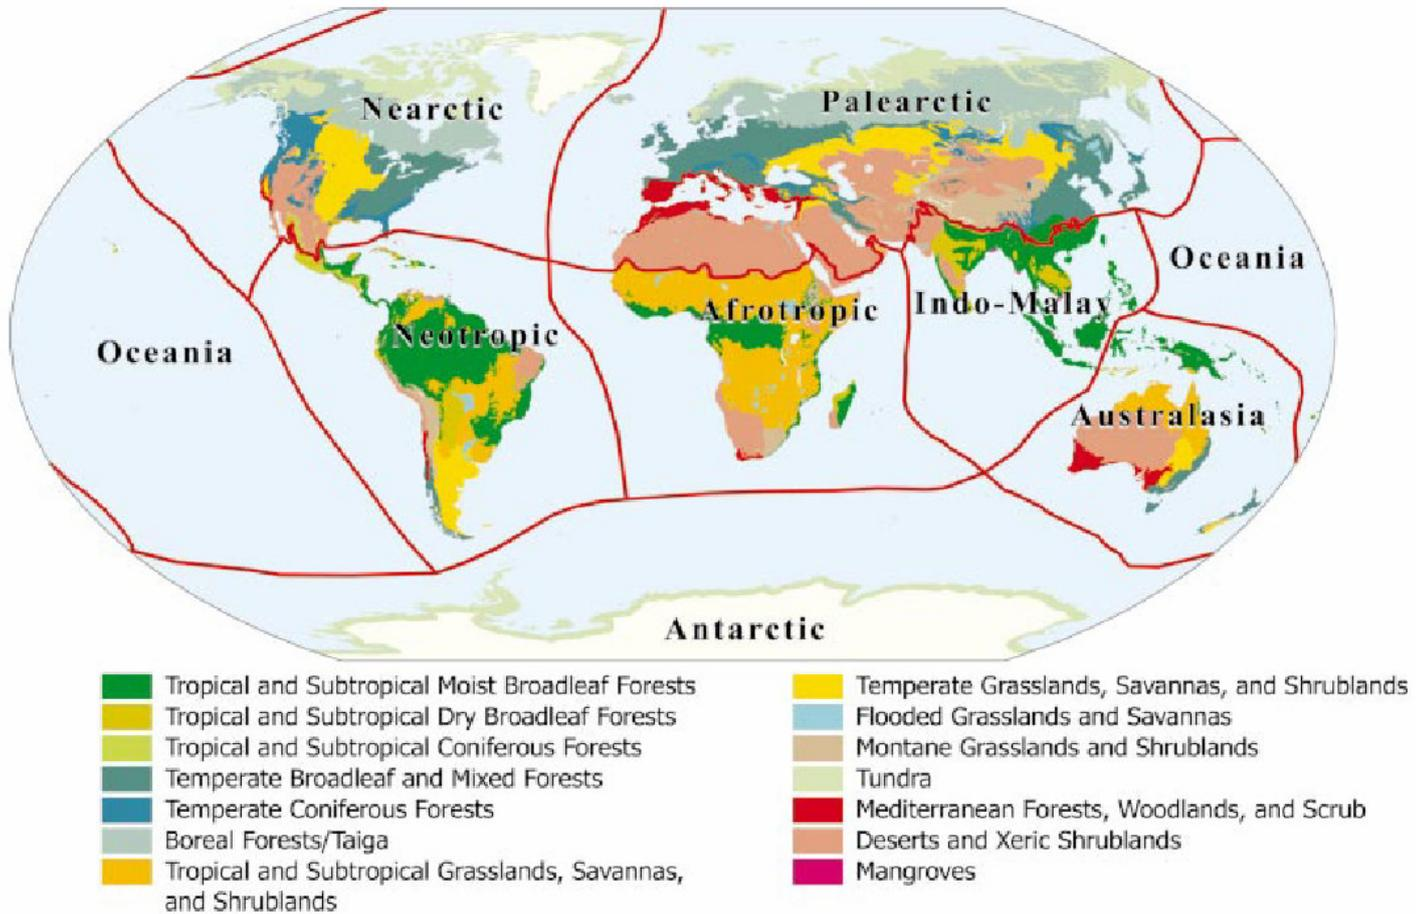 Nearctic
Palearctic
Oceania
Oceania
Neotropic
Afrotropic
Indo-Malay
Australasia
Antarctic
Tropical and Subtropical Moist Broadleaf Forests
Tropical and Subtropical Dry Broadleaf Forests
Tropical and Subtropical Coniferous Forests
Temperate Broadleaf and Mixed Forests
Temperate Coniferous Forests
Boreal Forests/Taiga
Tropical and Subtropical Grasslands, Savannas,
and Shrublands
Temperate Grasslands, Savannas, and Shrublands
Flooded Grasslands and Savannas
Montane Grasslands and Shrublands
Tundra
Mediterranean Forests, Woodlands, and Scrub
Deserts and Xeric Shrublands
Mangroves